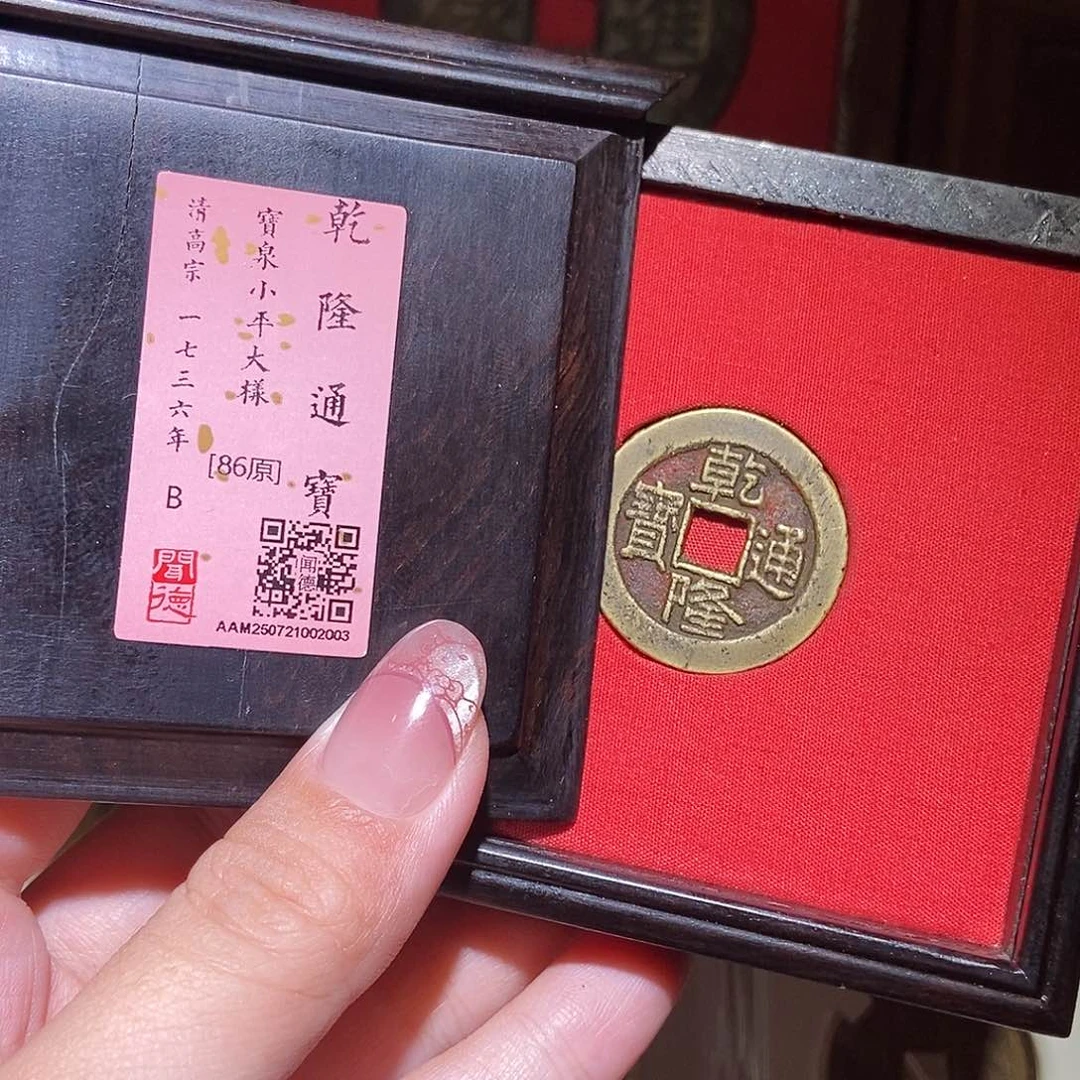 乾隆通寶
寶泉小平大樣
[86原]
清高宗 一七三六年
B
聞德
闻德
AAM250721002003
乾隆通寶